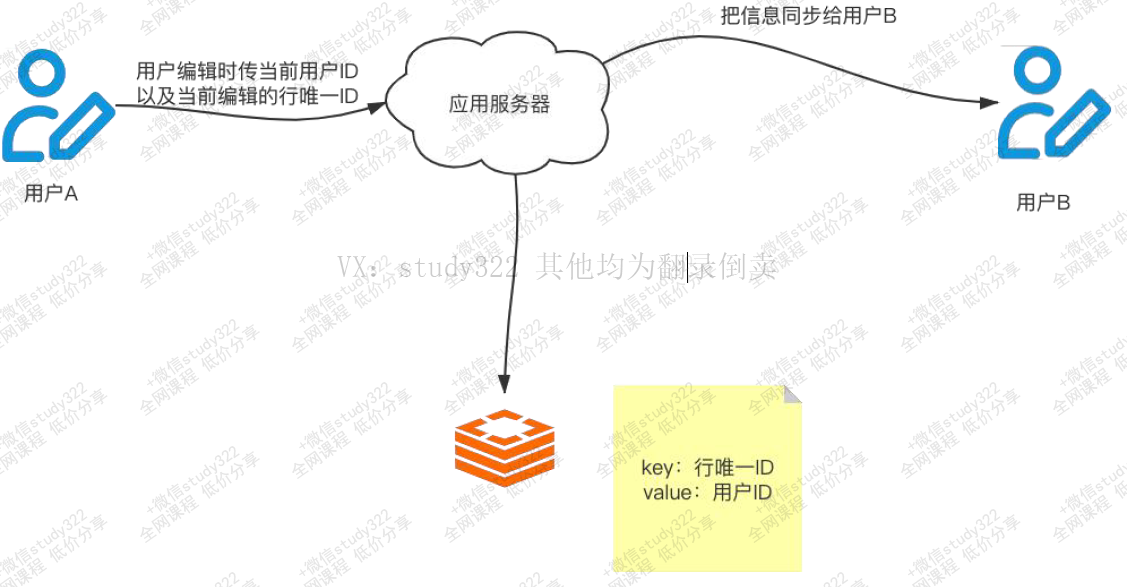 把信息同步给用户B
用户编辑时传当前用户ID
以及当前编辑的行唯一ID
应用服务器
用户A
用户B
VX：study322 其他均为翻录倒卖
key：行唯一ID
value：用户ID
+微信study322
全网课程 低价分享